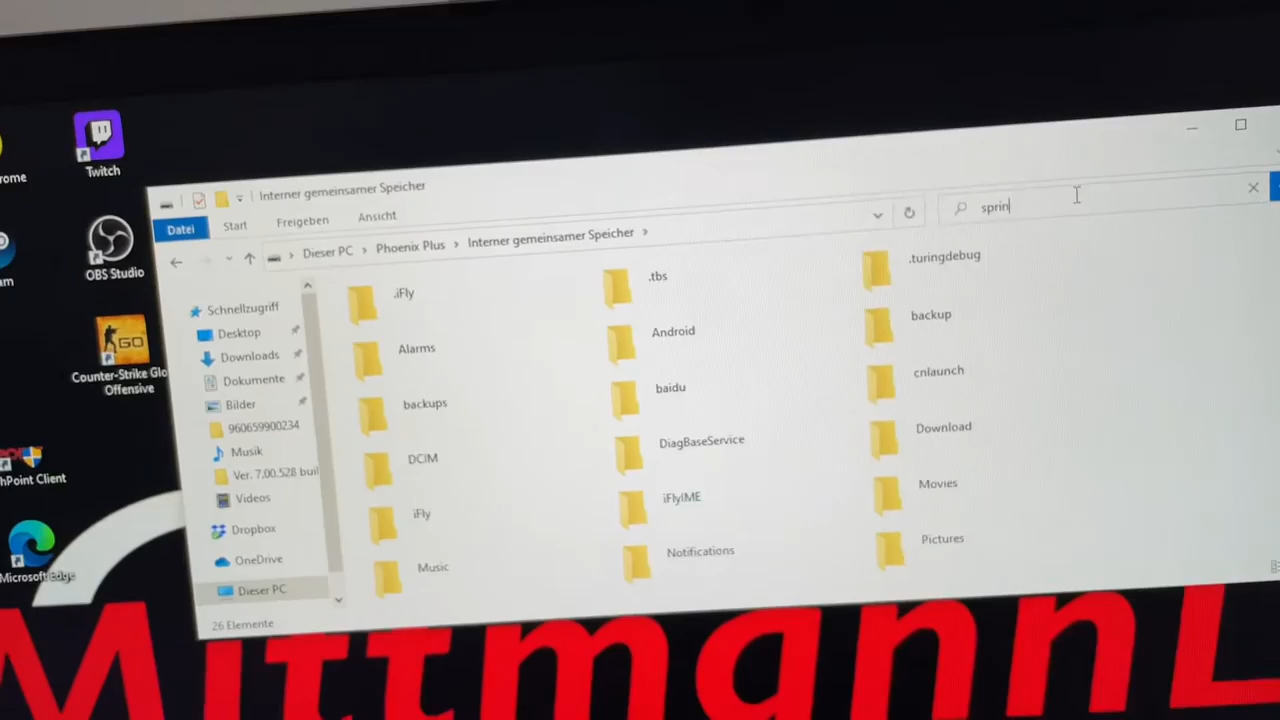 Twitch
rome
OBS Studio
am
Counter-Strike Glo
Offensive
GO
hPoint Client
Microsoft Edge
Interner gemeinsamer Speicher
Datei
Start
Freigeben
Ansicht
Dieser PC > Phoenix Plus > Interner gemeinsamer Speicher >
sprin
Schnellzugriff
Desktop
Downloads
Dokumente
Bilder
960659900234
Musik
Ver. 7.00.528 buil
Videos
Dropbox
OneDrive
Dieser PC
.iFly
.tbs
.turingdebug
Alarms
Android
backup
backups
baidu
cnlaunch
DCIM
DiagBaseService
Download
iFly
iFlyIME
Movies
Music
Notifications
Pictures
26 Elemente
MittmannL